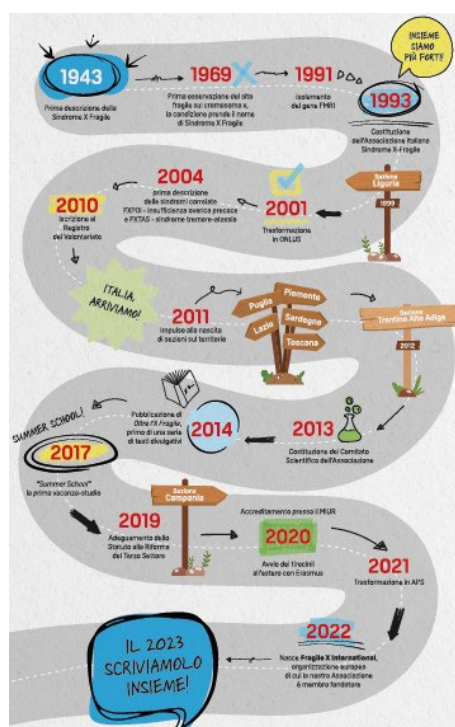 INSIEME
SIAMO
PIÙ FORTI!
1943
Prima descrizione della
Sindrome X Fragile
1969
Prima osservazione del sito
fragile sul cromosoma x,
la condizione prende il nome
di Sindrome X Fragile
1991
Isolamento
del gene FMR1
1993
Costituzione
dell'Associazione Italiana
Sindrome X-Fragile
Sezione
Liguria
1999
2001
Trasformazione
in ONLUS
2004
prima descrizione
delle sindromi correlate
FXPOI - insufficienza ovarica precoce
e FXTAS - sindrome tremore-atassia
2010
Iscrizione al
Registro
del Volontariato
ITALIA,
ARRIVIAMO!
2011
Impulso alla nascita
di sezioni sul territorio
Puglia
Piemonte
Lazio
Sardegna
Toscana
Sezione
Trentino Alto Adige
2012
2013
Costituzione del Comitato
Scientifico dell'Associazione
2014
Pubblicazione di
Oltre l'X Fragile,
primo di una serie
di testi divulgativi
SUMMER SCHOOL!
2017
"Summer School"
la prima vacanza-studio
2019
Adeguamento dello
Statuto alla Riforma
del Terzo Settore
Sezione
Campania
Accreditamento presso il MIUR
2020
Avvio dei tirocini
all'estero con Erasmus
2021
Trasformazione in APS
2022
Nasce Fragile X International,
organizzazione europea
di cui la nostra Associazione
è membro fondatore
IL 2023
SCRIVIAMOLO
INSIEME!